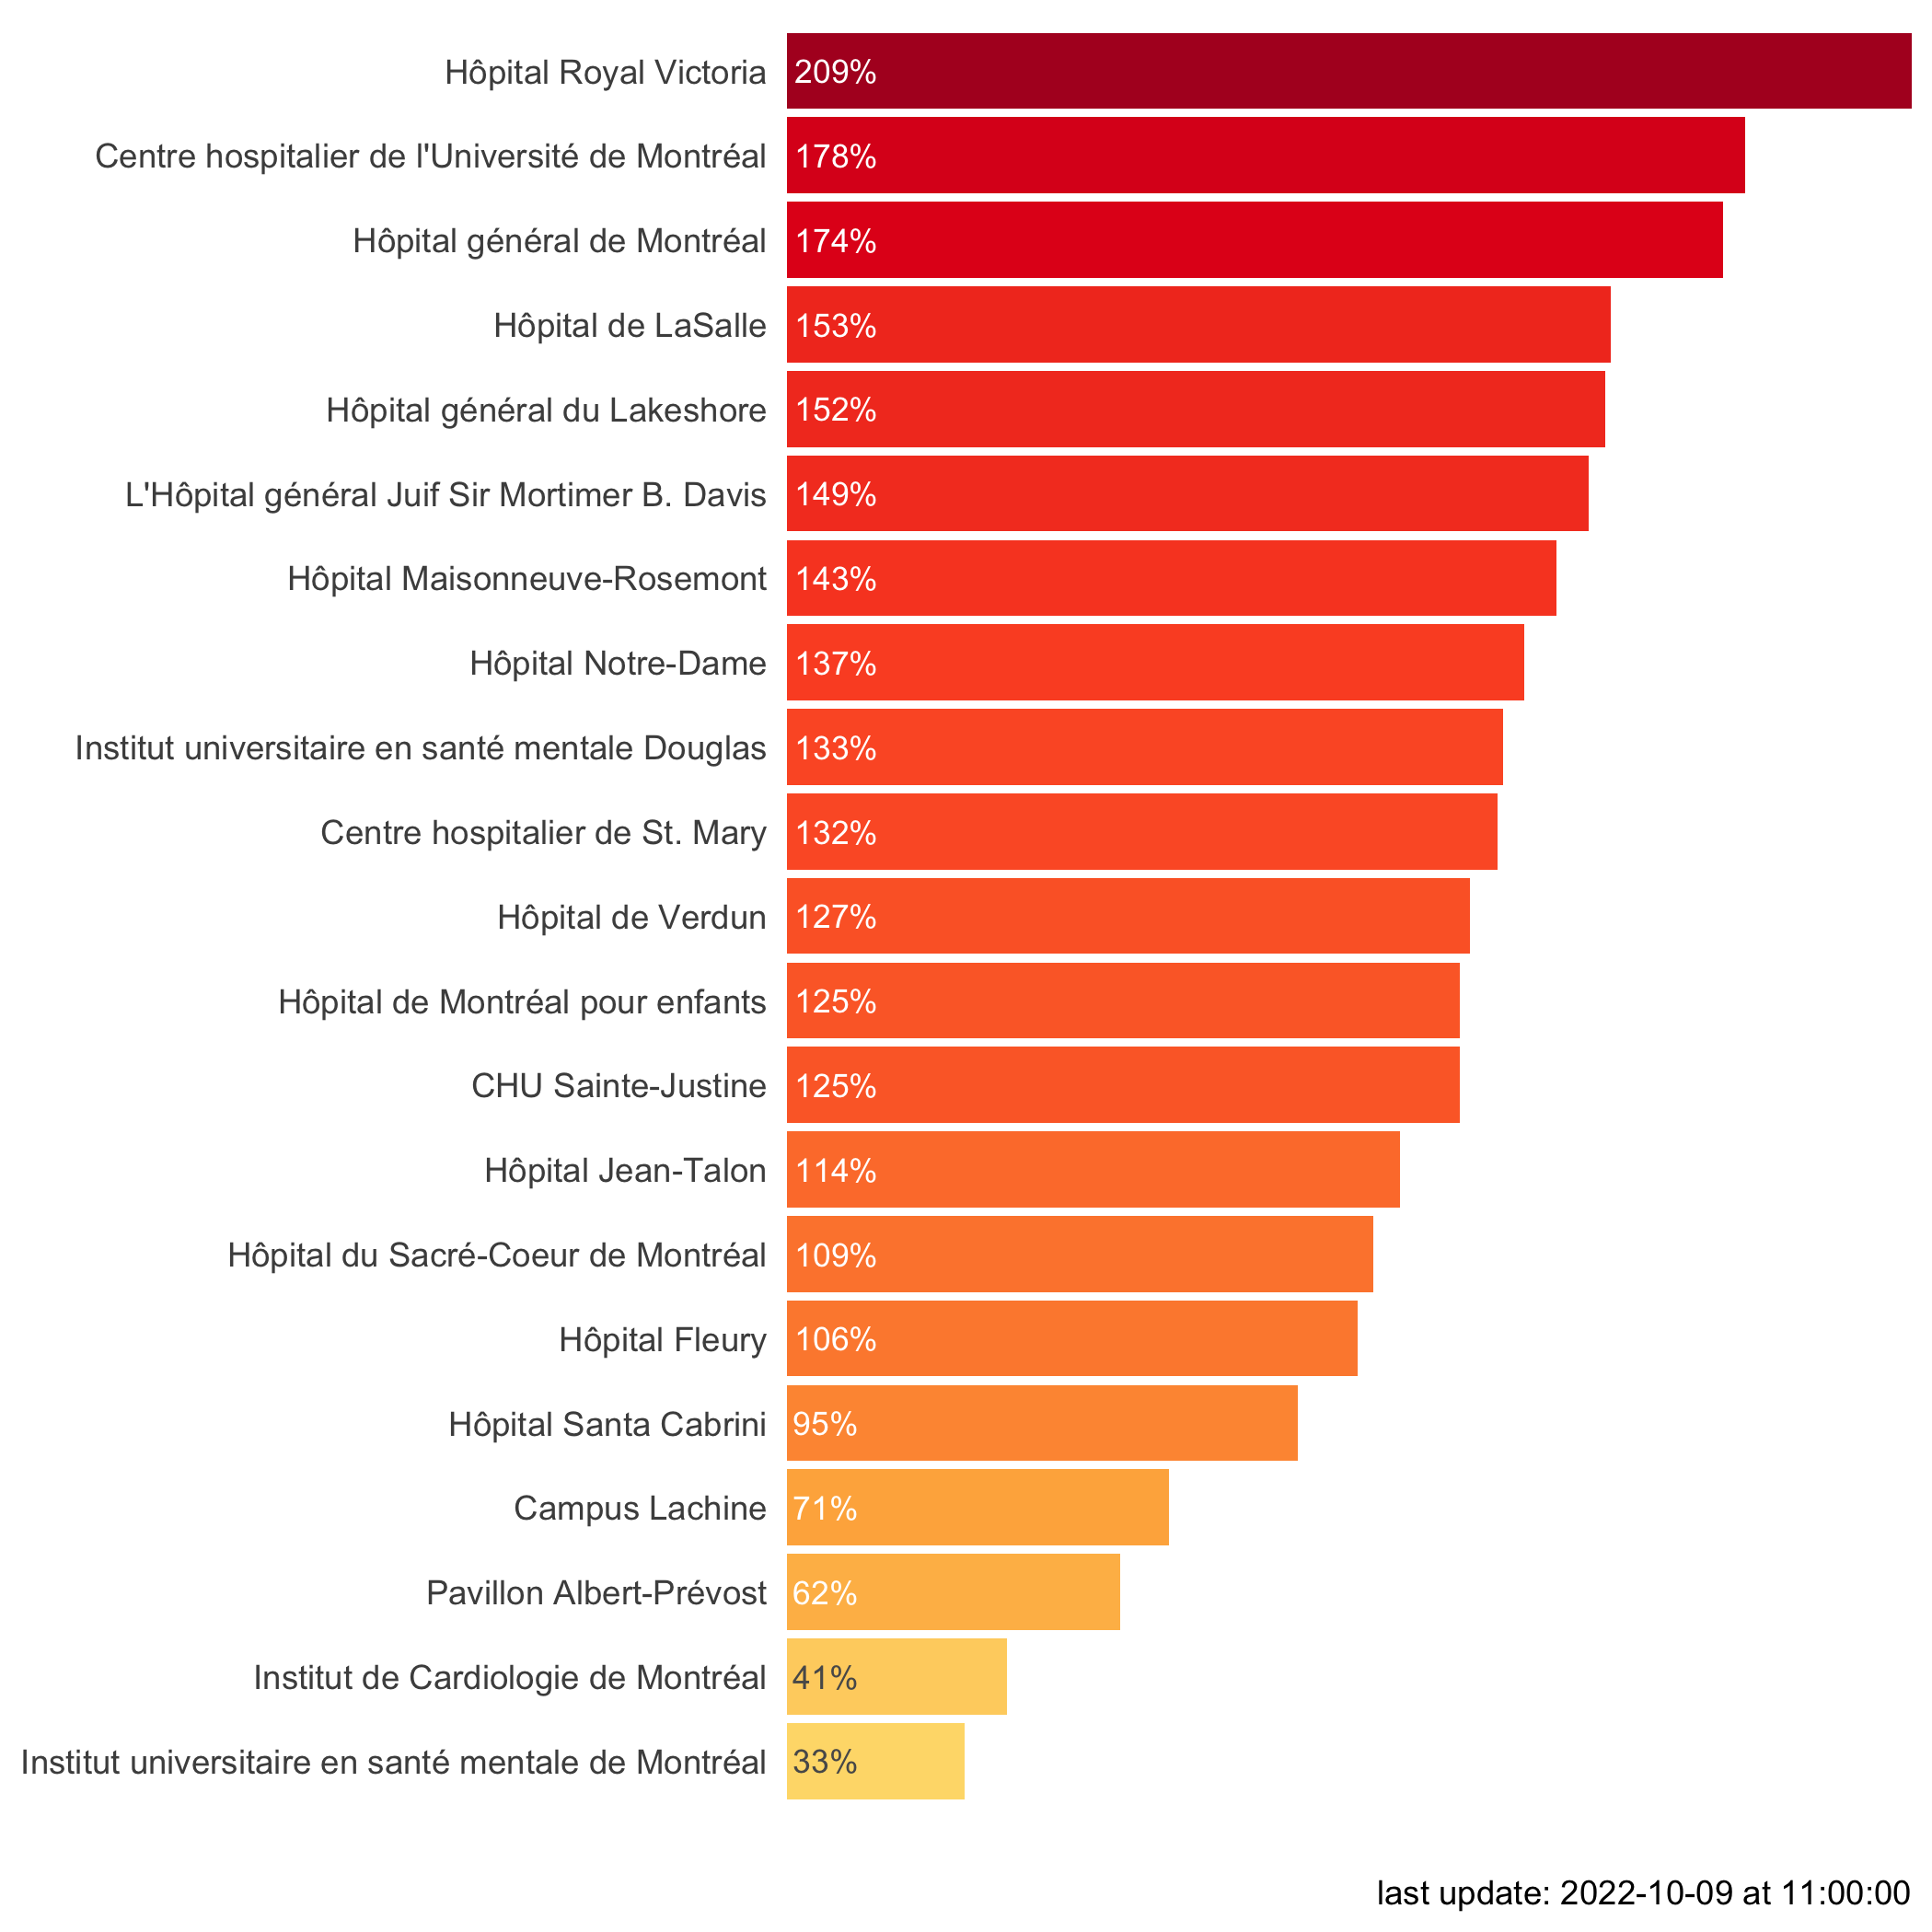 Hôpital Royal Victoria 209%
Centre hospitalier de l'Université de Montréal 178%
Hôpital général de Montréal 174%
Hôpital de LaSalle 153%
Hôpital général du Lakeshore 152%
L'Hôpital général Juif Sir Mortimer B. Davis 149%
Hôpital Maisonneuve-Rosemont 143%
Hôpital Notre-Dame 137%
Institut universitaire en santé mentale Douglas 133%
Centre hospitalier de St. Mary 132%
Hôpital de Verdun 127%
Hôpital de Montréal pour enfants 125%
CHU Sainte-Justine 125%
Hôpital Jean-Talon 114%
Hôpital du Sacré-Coeur de Montréal 109%
Hôpital Fleury 106%
Hôpital Santa Cabrini 95%
Campus Lachine 71%
Pavillon Albert-Prévost 62%
Institut de Cardiologie de Montréal 41%
Institut universitaire en santé mentale de Montréal 33%
last update: 2022-10-09 at 11:00:00